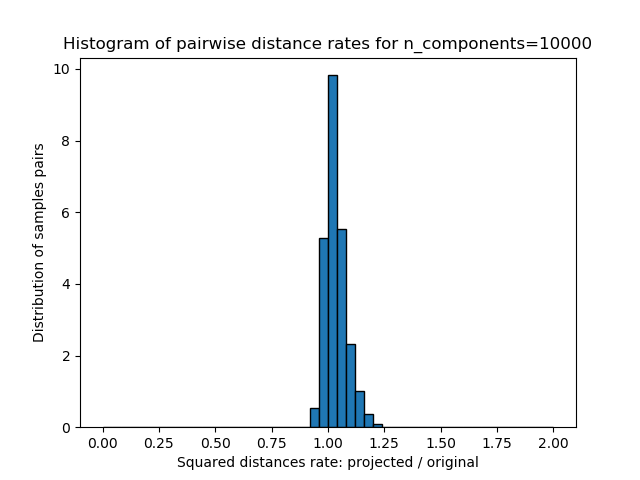 Histogram of pairwise distance rates for n_components=10000
10
8
6
4
2
0
Distribution of samples pairs
0.00 0.25 0.50 0.75 1.00 1.25 1.50 1.75 2.00
Squared distances rate: projected / original